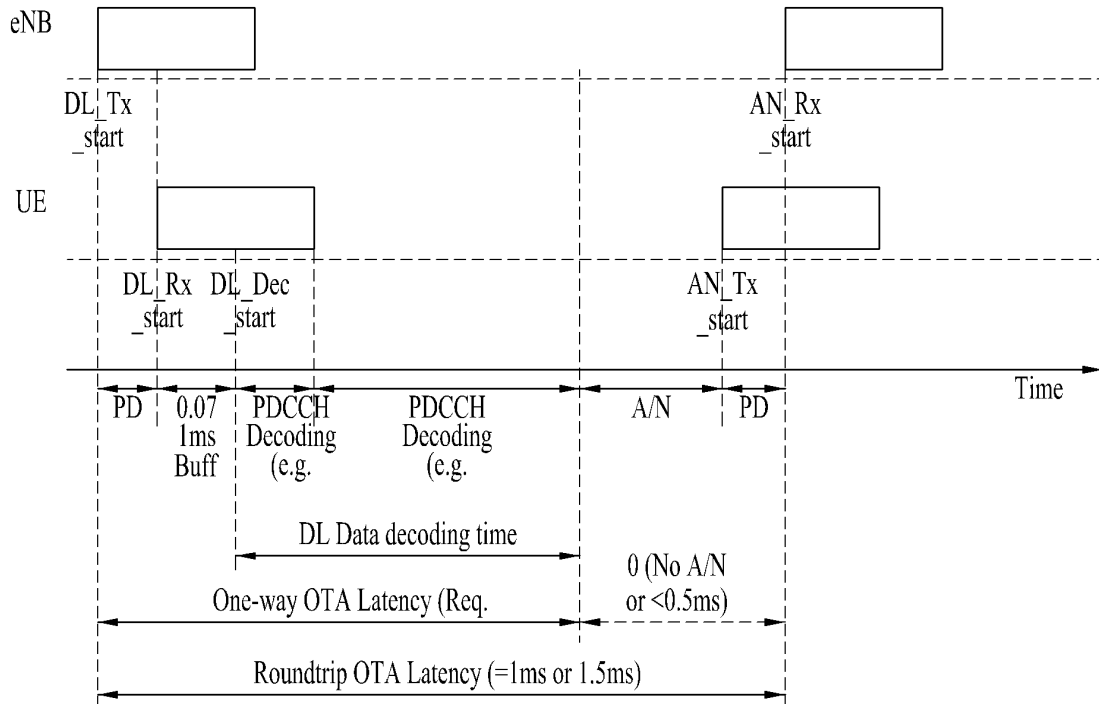 eNB
DL_Tx
_start
AN_Rx
_start
UE
DL_Rx
_start
DL_Dec
_start
AN_Tx
_start
Time
PD
0.07
1ms
Buff
PDCCH
Decoding
(e.g.
PDCCH
Decoding
(e.g.
A/N
PD
DL Data decoding time
0 (No A/N
or <0.5ms)
One-way OTA Latency (Req.
Roundtrip OTA Latency (=1ms or 1.5ms)